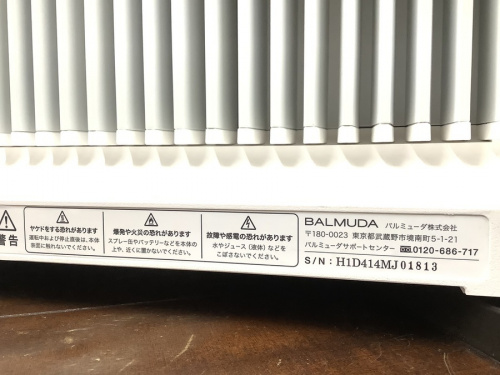 警告
ヤケドをする恐れがあります
運転中および停止直後は、本体
表面に触れないでください。
爆発や火災の恐れがあります
スプレー缶やバッテリーなどを本体の
上や、近くに置かないでください。
故障や感電の恐れがあります
水やジュース（液体）などを
こぼさないでください。
BALMUDA バルミューダ株式会社
〒180-0023 東京都武蔵野市境南町5-1-21
バルミューダサポートセンター 0120-686-717
S/N: H1D414MJ01813